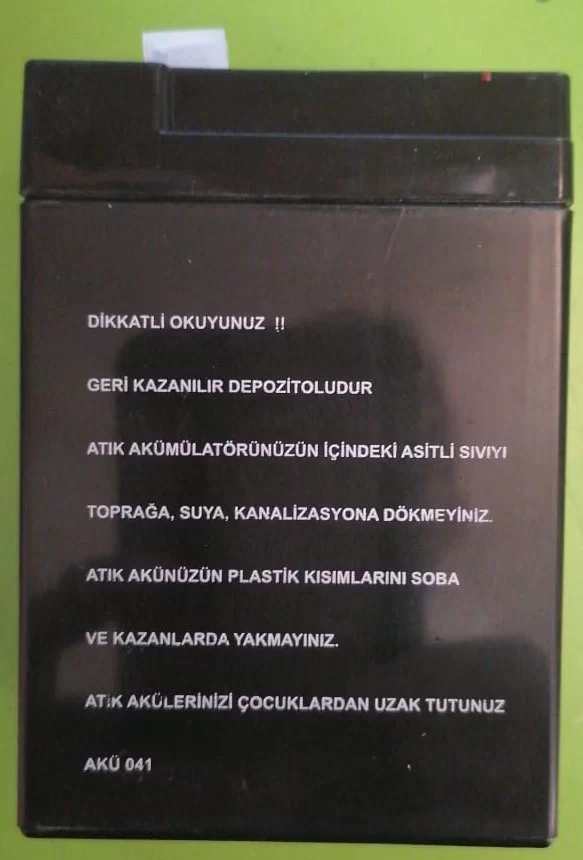 DİKKATLİ OKUYUNUZ !!
GERİ KAZANILIR DEPOZİTOLUDUR
ATIK AKÜMÜLATÖRÜNÜZÜN İÇİNDEKİ ASİTLİ SIVIYI
TOPRAĞA, SUYA, KANALİZASYONA DÖKMEYİNİZ.
ATIK AKÜNÜZÜN PLASTİK KISIMLARINI SOBA
VE KAZANLARDA YAKMAYINIZ.
ATIK AKÜLERİNİZİ ÇOCUKLARDAN UZAK TUTUNUZ
AKÜ 041